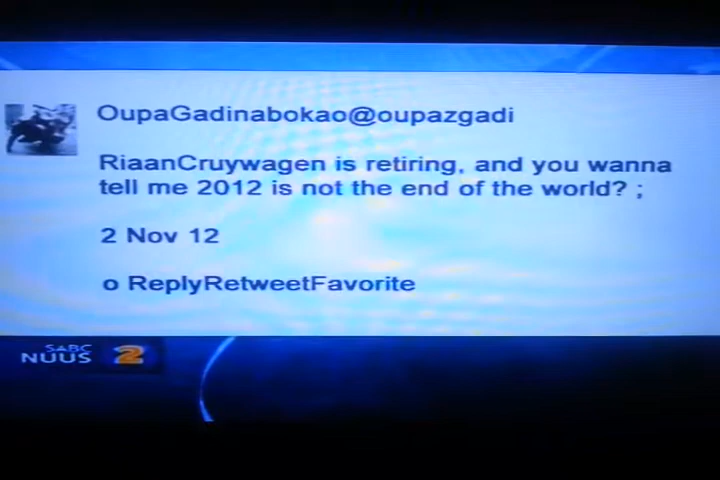 OupaGadinabokao@oupazgadi
RiaanCruywagen is retiring, and you wanna
tell me 2012 is not the end of the world? ;
2 Nov 12
o ReplyRetweetFavorite
SABC
NUUS 2